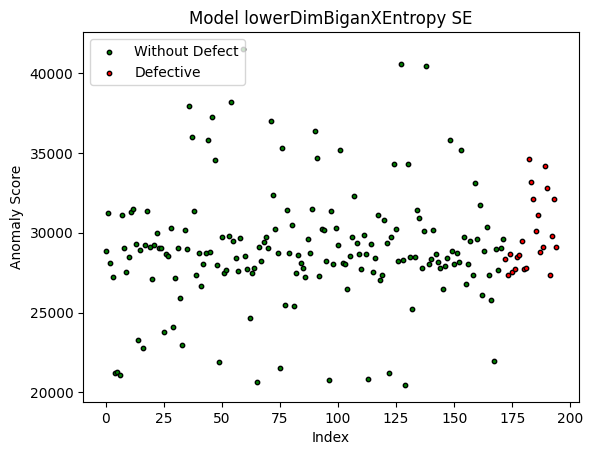 Model lowerDimBiganXEntropy SE
Without Defect
Defective
Anomaly Score
40000
35000
30000
25000
20000
0 25 50 75 100 125 150 175 200
Index